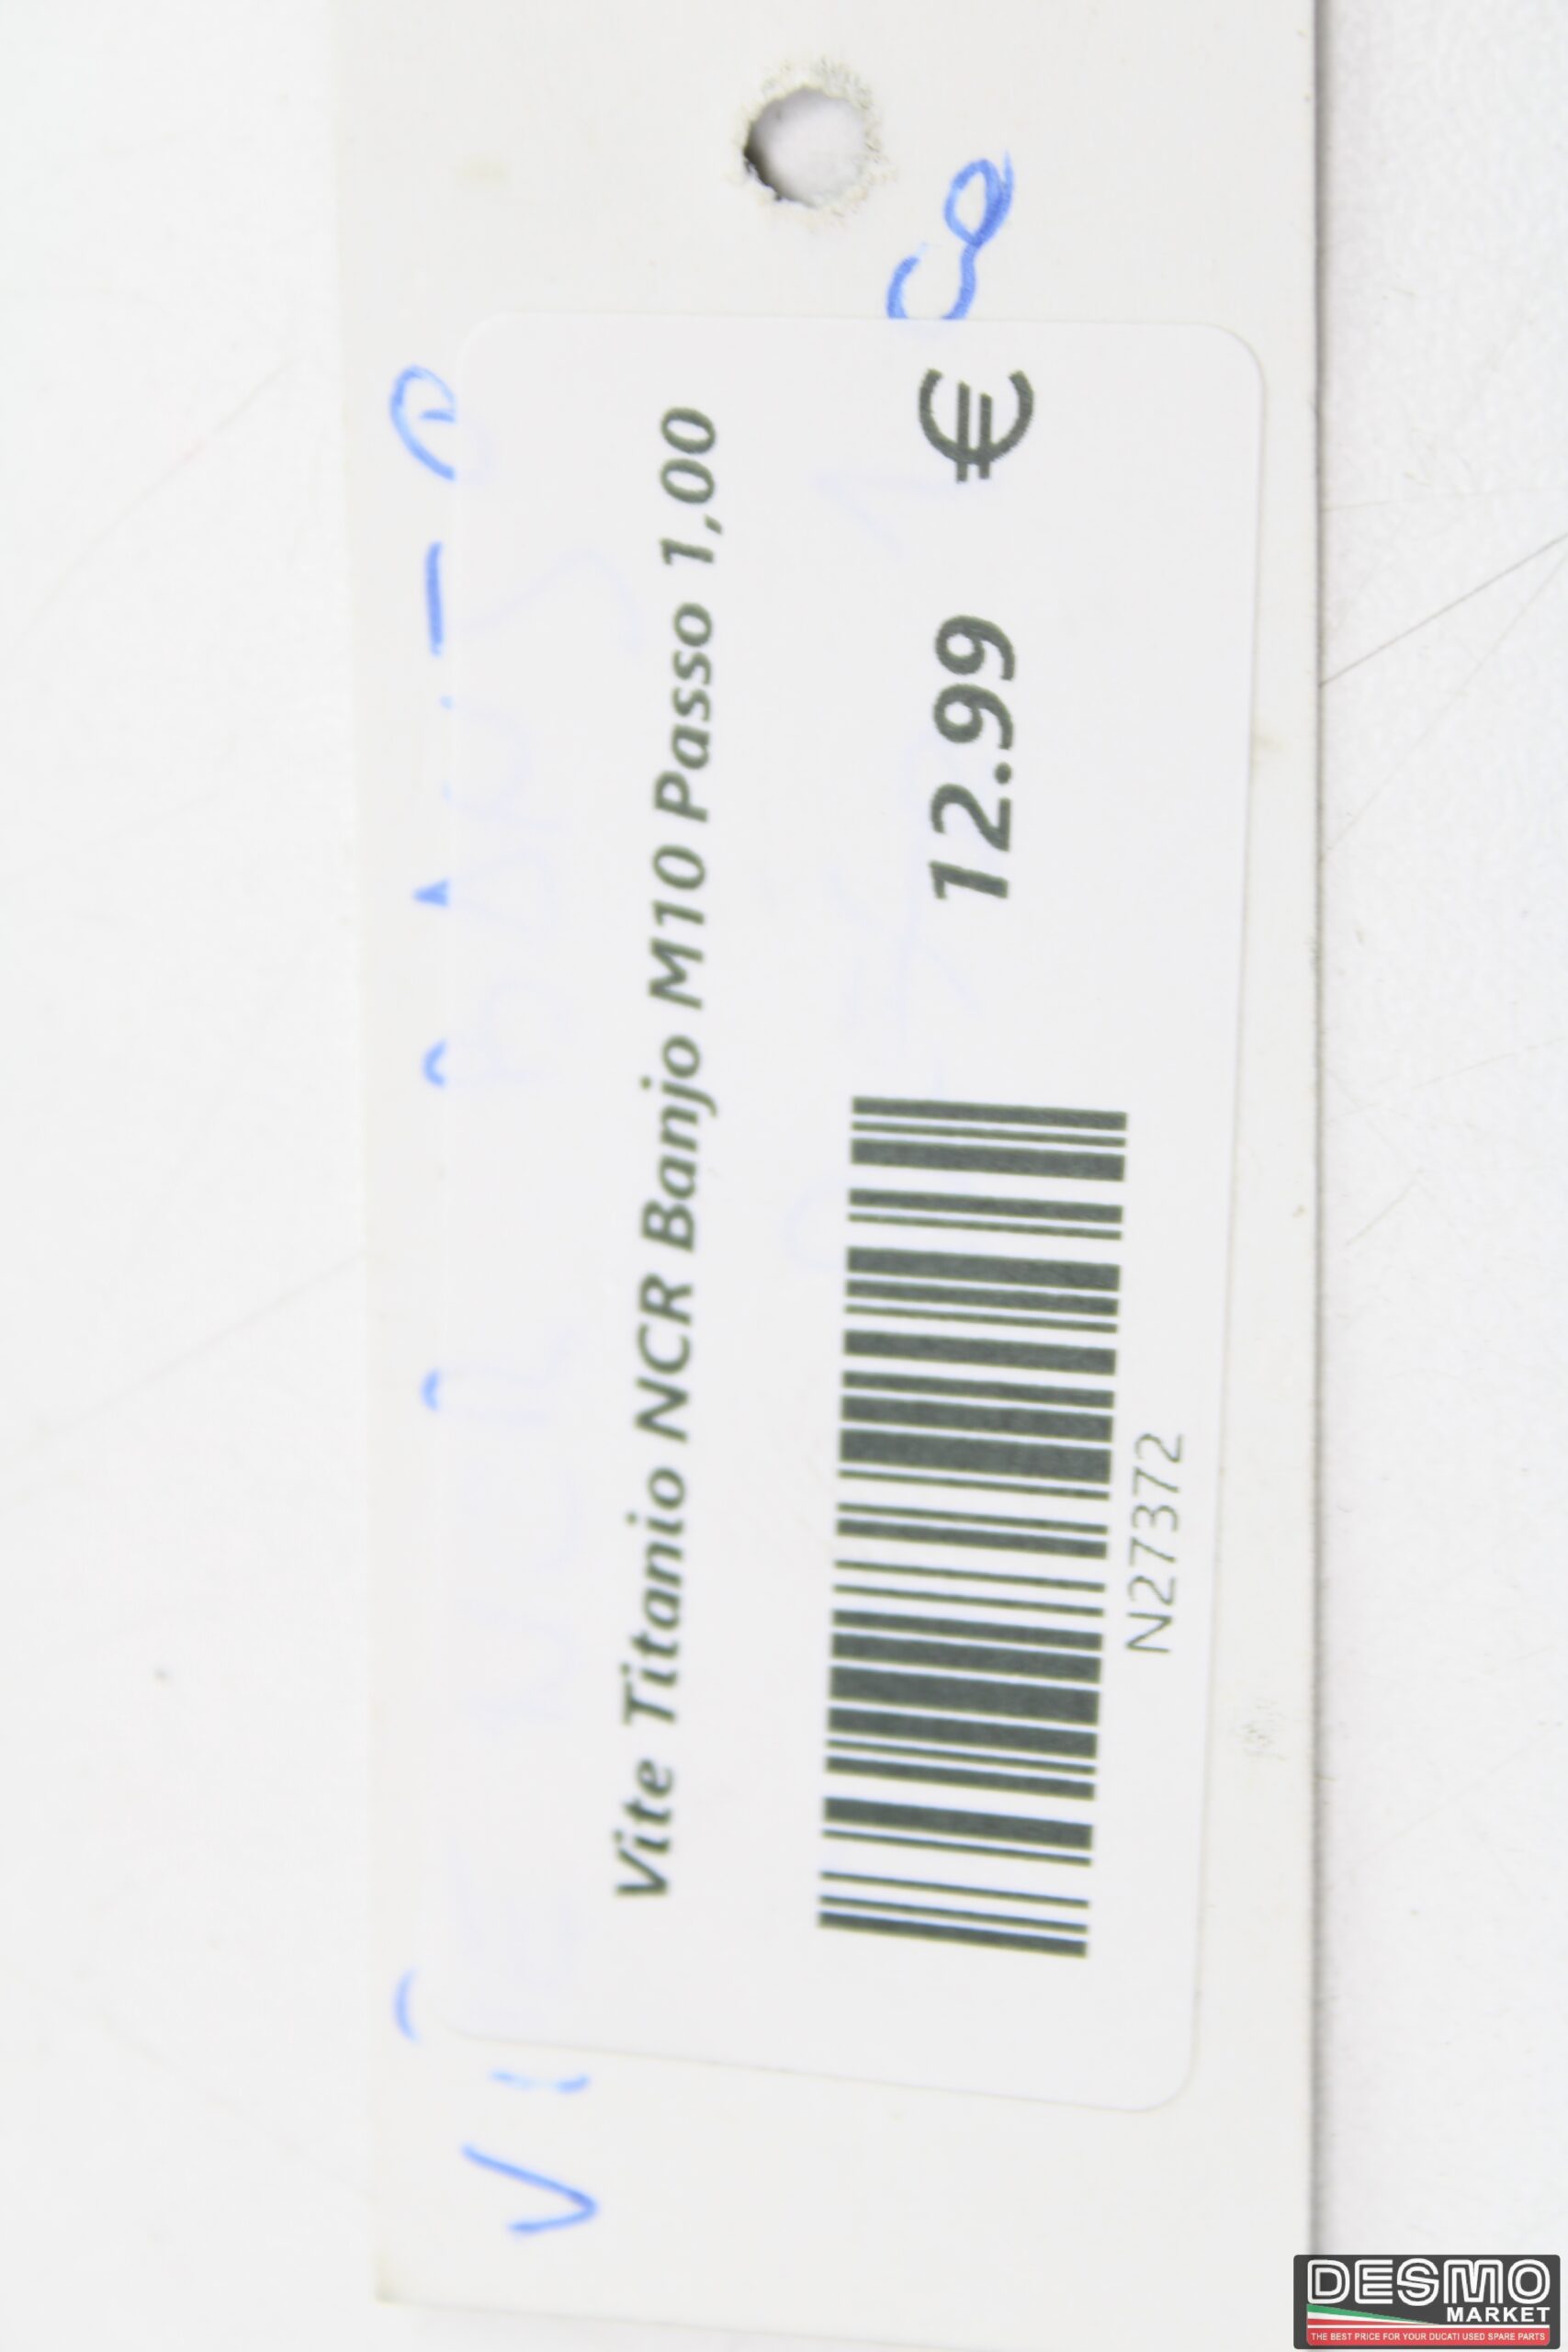 Vite Titanio NCR Banjo M10 Passo 1,00
12.99 €
N27372
DESMO
MARKET
THE BEST PRICE FOR YOUR DUCATI USED SPARE PARTS